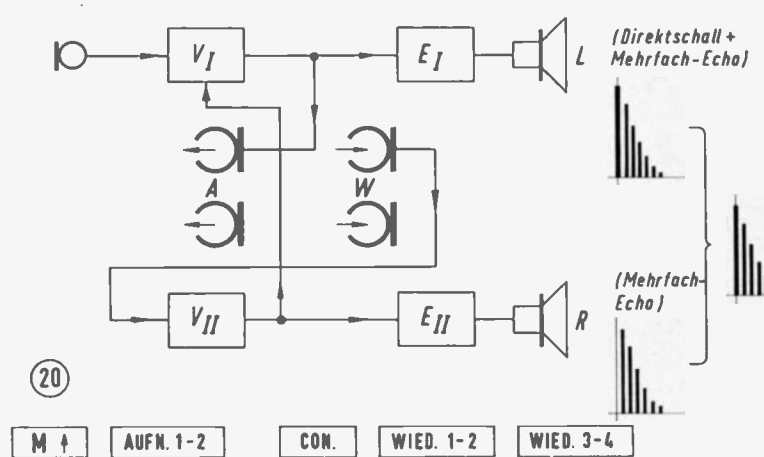 V_I
E_I
L
(Direktschall +
Mehrfach-Echo)
A
W
V_II
E_II
R
(Mehrfach-
Echo)
20
M ↑ AUFN. 1-2 CON. WIED. 1-2 WIED. 3-4